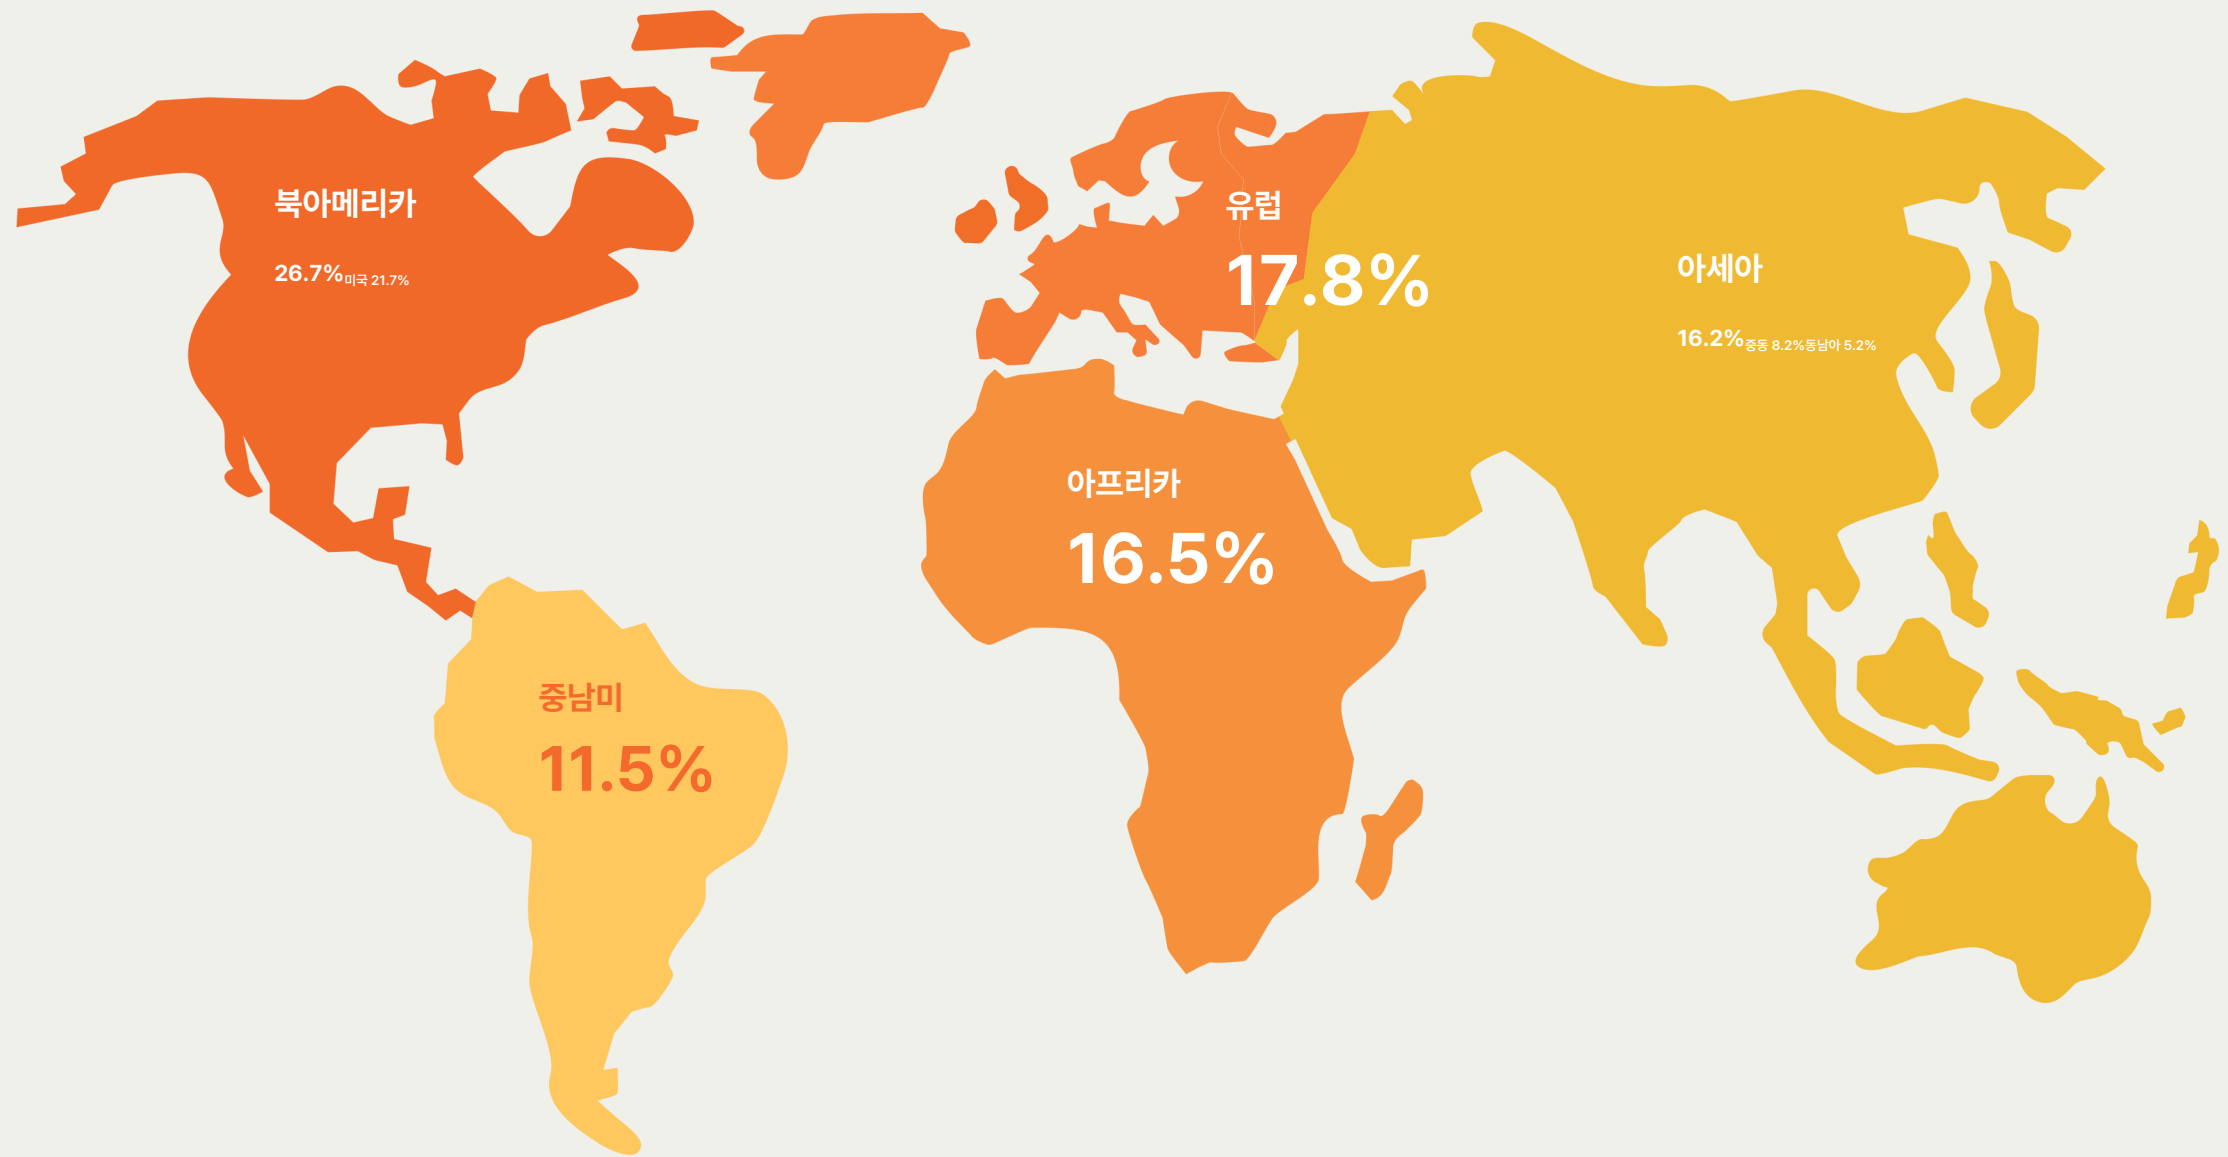 북아메리카
26.7%미국 21.7%
유럽
17.8%
아세아
16.2%중동 8.2%동남아 5.2%
아프리카
16.5%
중남미
11.5%